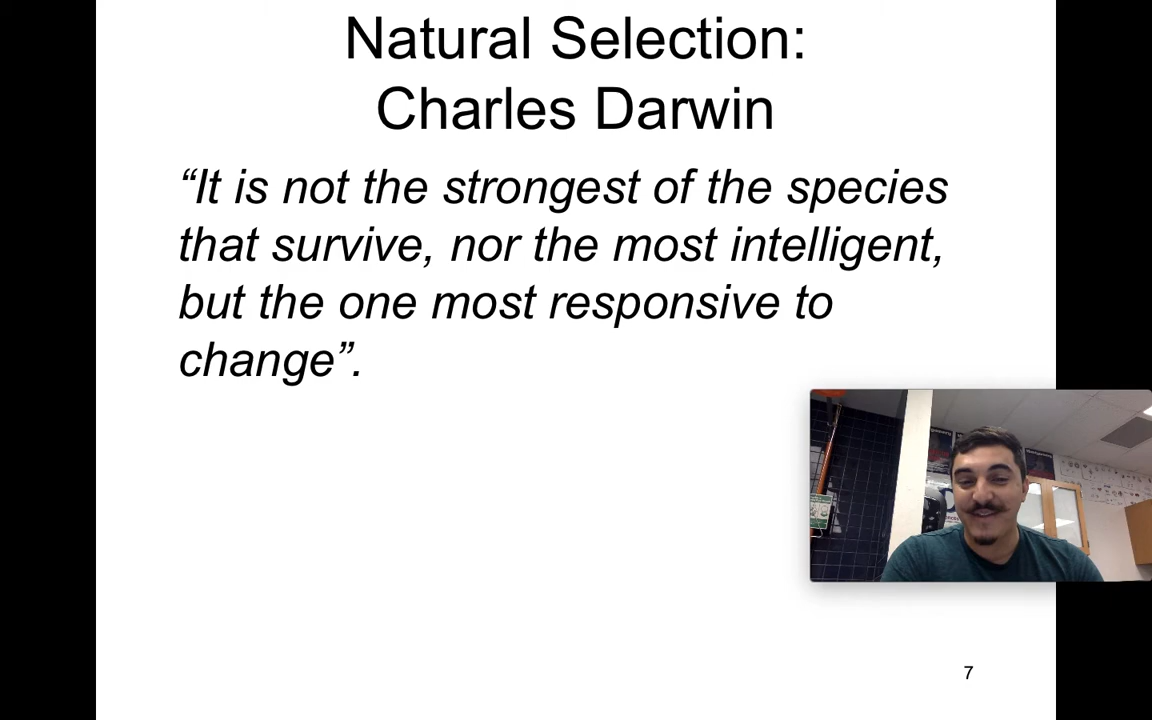 Natural Selection:
Charles Darwin
“It is not the strongest of the species
that survive, nor the most intelligent,
but the one most responsive to
change”.
7